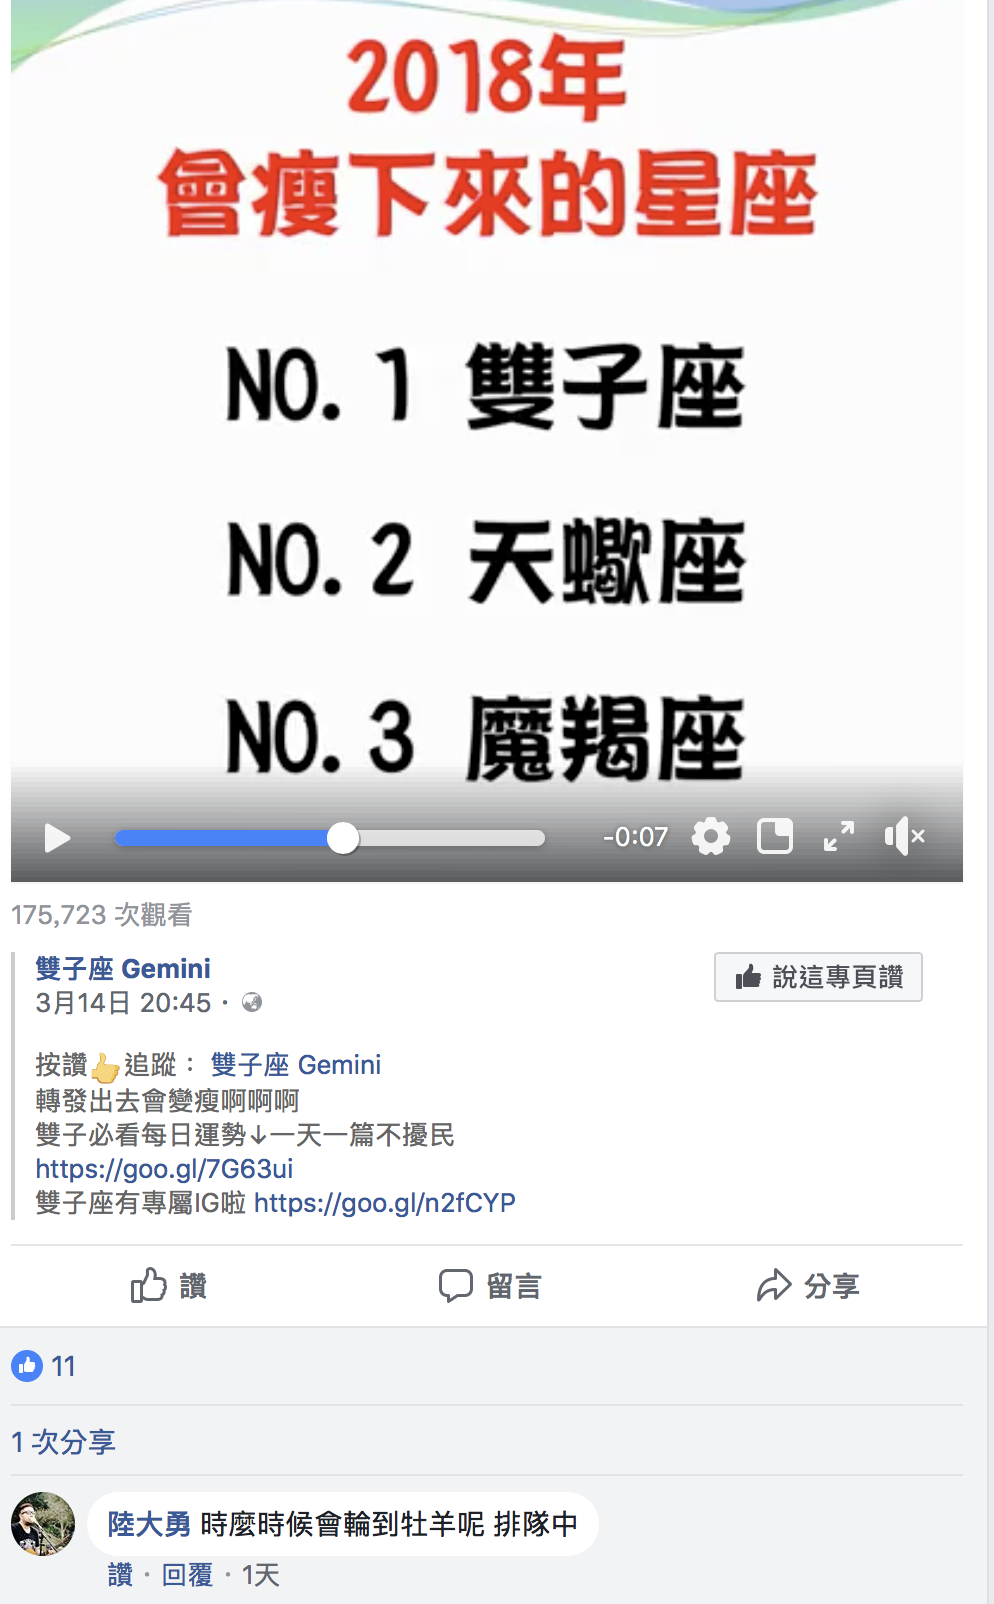 2018年
會瘦下來的星座
NO.1 雙子座
NO.2 天蠍座
NO.3 魔羯座
-0:07
175,723 次觀看
雙子座 Gemini
說這專頁讚
3月14日 20:45 ·
按讚👍追蹤： 雙子座 Gemini
轉發出去會變瘦啊啊啊
雙子必看每日運勢↓一天一篇不擾民
https://goo.gl/7G63ui
雙子座有專屬IG啦 https://goo.gl/n2fCYP
讚 留言 分享
11
1 次分享
陸大勇 時麼時候會輪到牡羊呢 排隊中
讚 · 回覆 · 1天